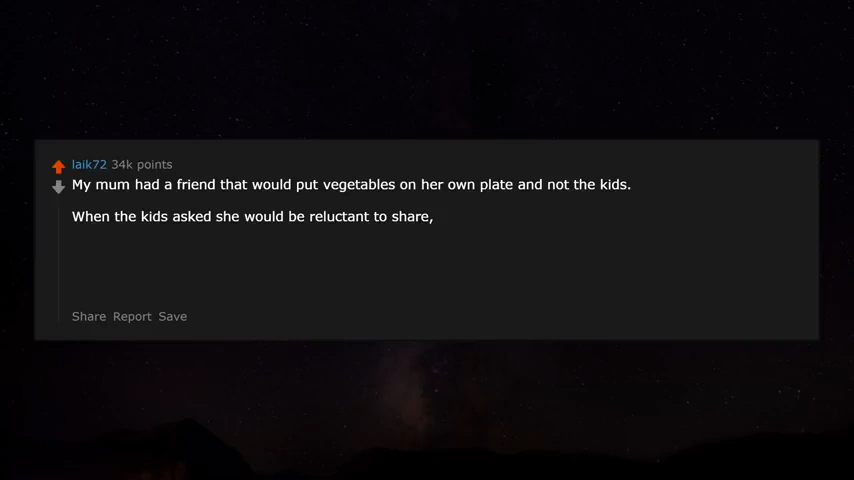 laik72 34k points
My mum had a friend that would put vegetables on her own plate and not the kids.
When the kids asked she would be reluctant to share,
Share Report Save